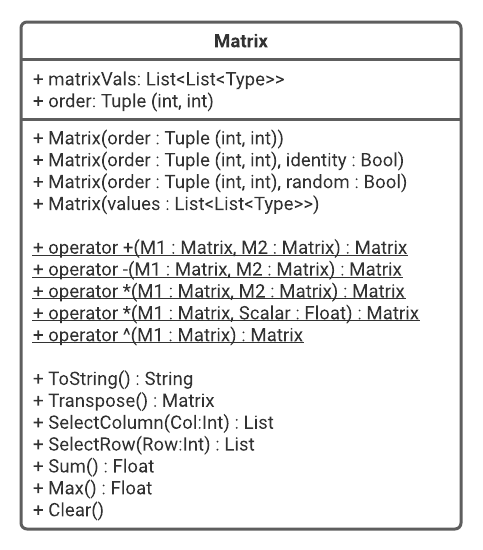 Matrix
+ matrixVals: List<List<Type>>
+ order: Tuple (int, int)
+ Matrix(order : Tuple (int, int))
+ Matrix(order : Tuple (int, int), identity : Bool)
+ Matrix(order : Tuple (int, int), random : Bool)
+ Matrix(values : List<List<Type>>)
+ operator +(M1 : Matrix, M2 : Matrix) : Matrix
+ operator -(M1 : Matrix, M2 : Matrix) : Matrix
+ operator *(M1 : Matrix, M2 : Matrix) : Matrix
+ operator *(M1 : Matrix, Scalar : Float) : Matrix
+ operator ^(M1 : Matrix) : Matrix
+ ToString() : String
+ Transpose() : Matrix
+ SelectColumn(Col:Int) : List
+ SelectRow(Row:Int) : List
+ Sum() : Float
+ Max() : Float
+ Clear()